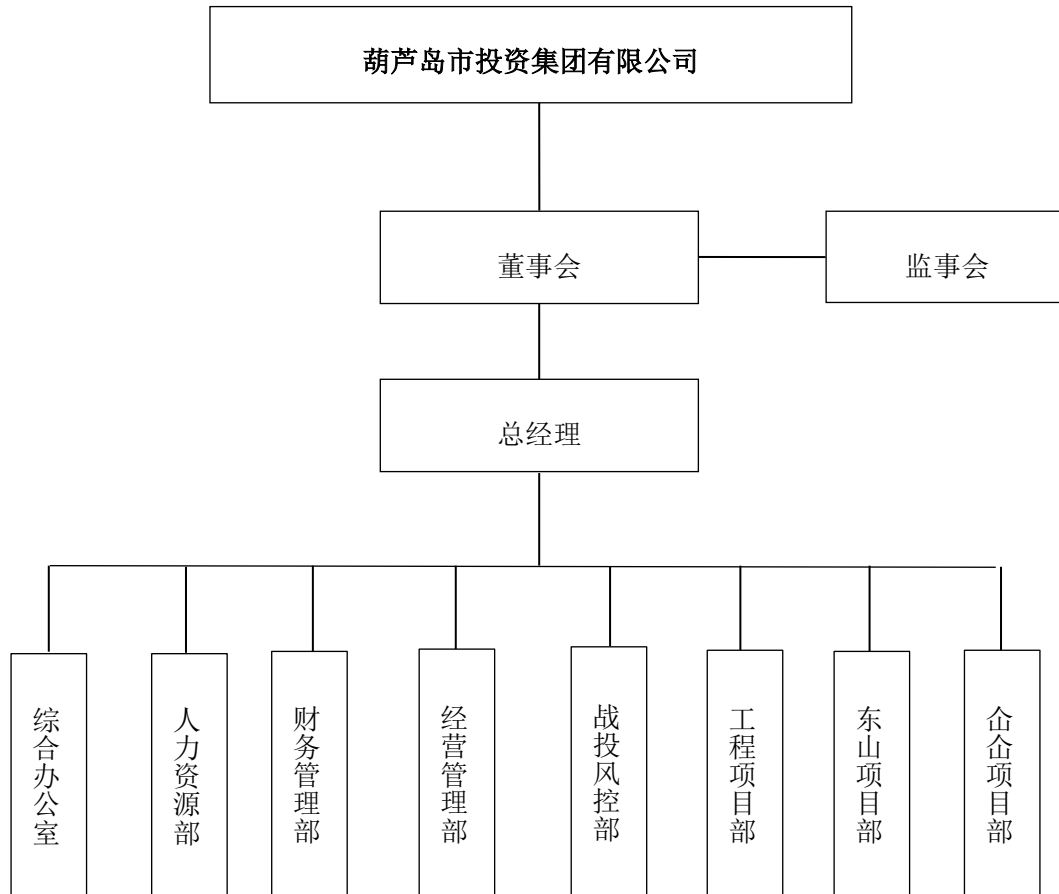 葫芦岛市投资集团有限公司
董事会
监事会
总经理
综合办公室
人力资源部
财务管理部
经营管理部
战投风控部
工程项目部
东山项目部
仚仚项目部